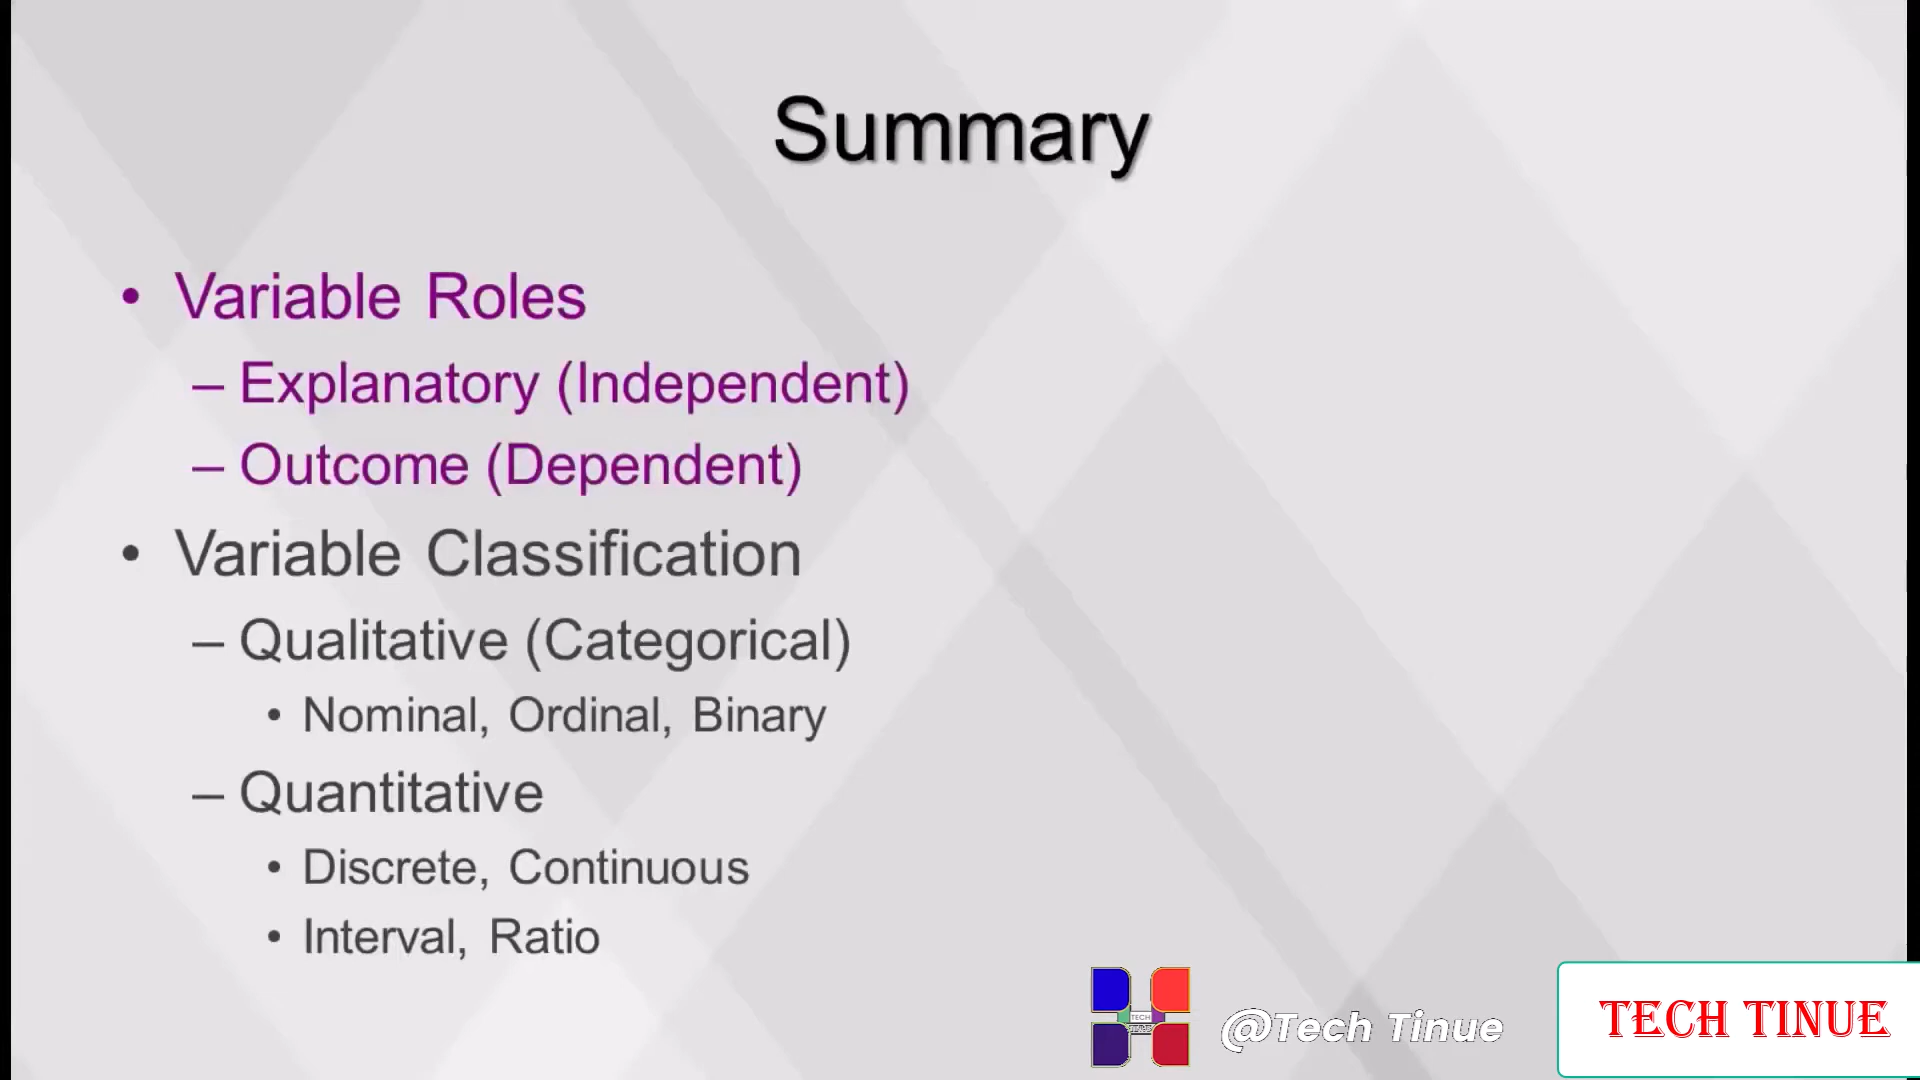 Summary
• Variable Roles
– Explanatory (Independent)
– Outcome (Dependent)
• Variable Classification
– Qualitative (Categorical)
• Nominal, Ordinal, Binary
– Quantitative
• Discrete, Continuous
• Interval, Ratio
TECH
@Tech Tinue
TECH TINUE